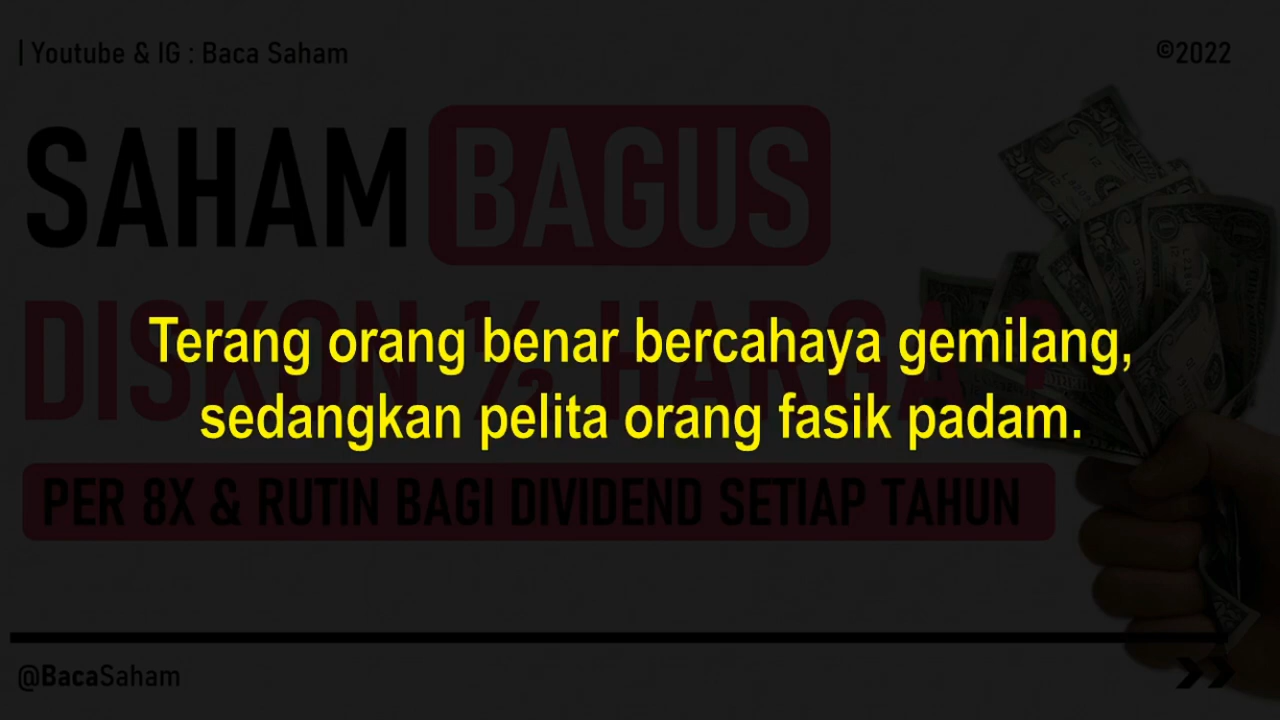 | Youtube & IG : Baca Saham
©2022
SAHAM BAGUS
DISKON ½ HARGA ?
Terang orang benar bercahaya gemilang,
sedangkan pelita orang fasik padam.
PER 8X & RUTIN BAGI DIVIDEND SETIAP TAHUN
@BacaSaham